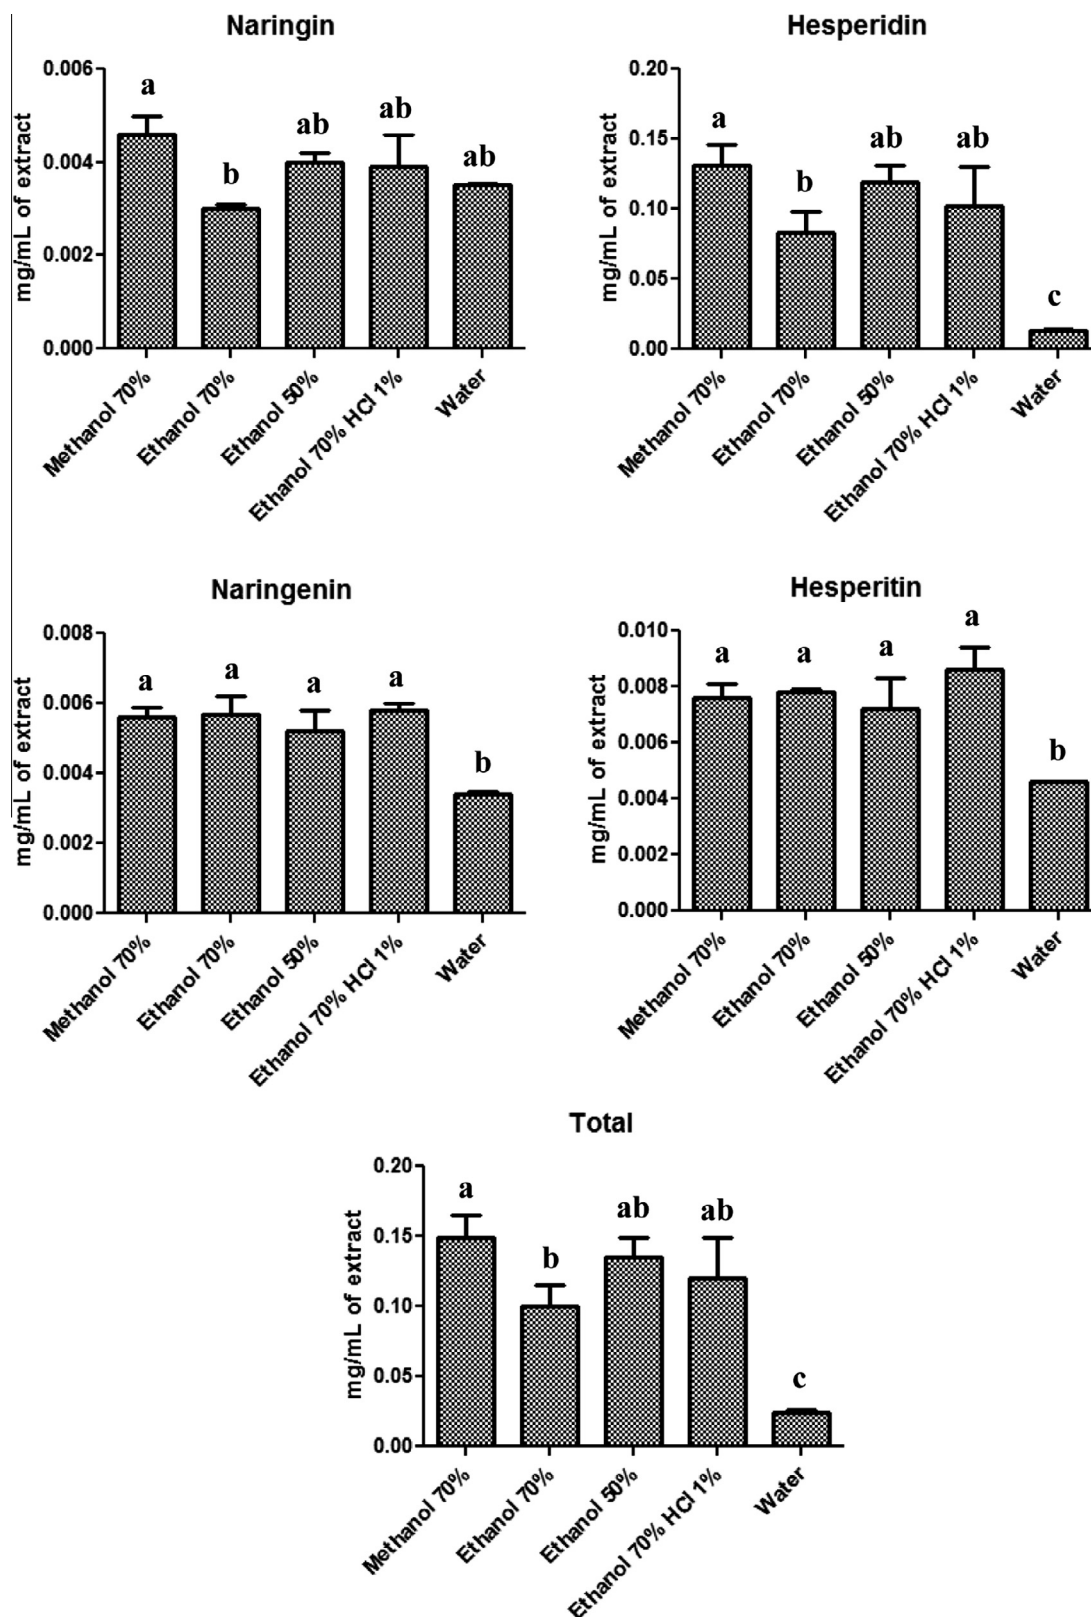 Naringin
mg/mL of extract
0.006
0.004
0.002
0.000
a
b
ab
ab
ab
Methanol 70%
Ethanol 70%
Ethanol 50%
Ethanol 70% HCl 1%
Water
Hesperidin
mg/mL of extract
0.20
0.15
0.10
0.05
0.00
a
b
ab
ab
c
Methanol 70%
Ethanol 70%
Ethanol 50%
Ethanol 70% HCl 1%
Water
Naringenin
mg/mL of extract
0.008
0.006
0.004
0.002
0.000
a
a
a
a
b
Methanol 70%
Ethanol 70%
Ethanol 50%
Ethanol 70% HCl 1%
Water
Hesperitin
mg/mL of extract
0.010
0.008
0.006
0.004
0.002
0.000
a
a
a
a
b
Methanol 70%
Ethanol 70%
Ethanol 50%
Ethanol 70% HCl 1%
Water
Total
mg/mL of extract
0.20
0.15
0.10
0.05
0.00
a
b
ab
ab
c
Methanol 70%
Ethanol 70%
Ethanol 50%
Ethanol 70% HCl 1%
Water